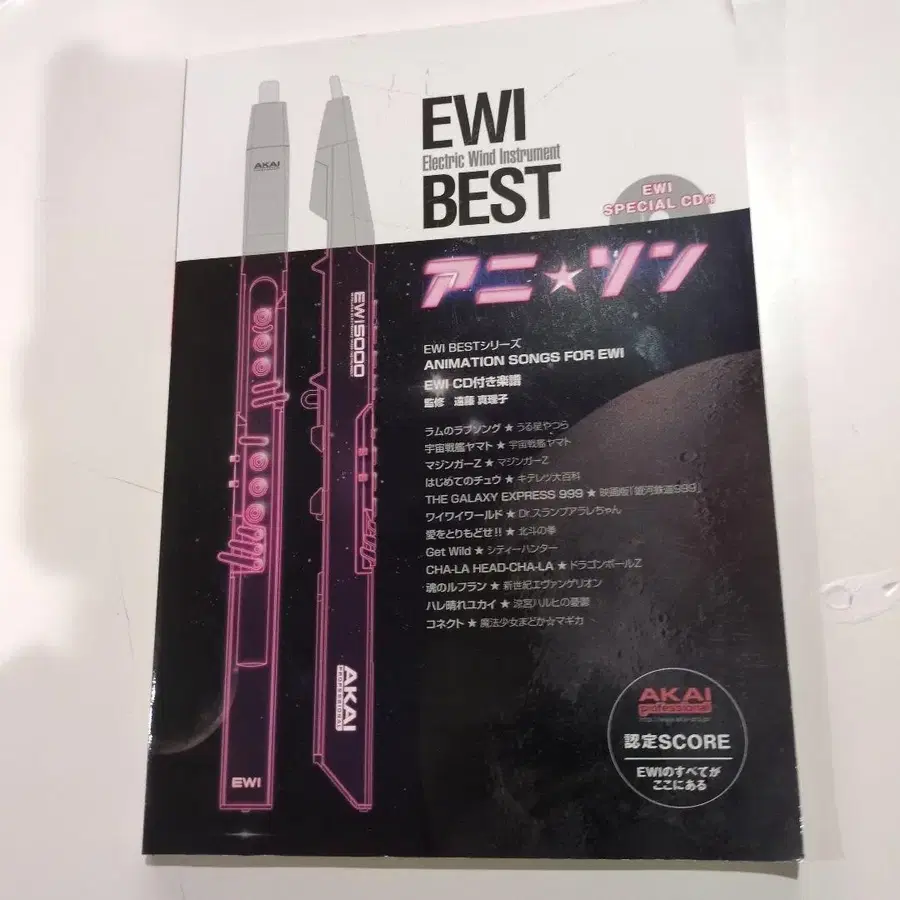 EWI
Electric Wind Instrument
BEST
EWI
SPECIAL CD付
アニ★ソン
EWI BESTシリーズ
ANIMATION SONGS FOR EWI
EWI CD付き楽譜
監修 遠藤 真理子
ラムのラブソング ★ うる星やつら
宇宙戦艦ヤマト ★ 宇宙戦艦ヤマト
マジンガーZ ★ マジンガーZ
はじめてのチュウ ★ キテレツ大百科
THE GALAXY EXPRESS 999 ★ 映画版「銀河鉄道999」
ワイワイワールド ★ Dr.スランプアラレちゃん
愛をとりもどせ!! ★ 北斗の拳
Get Wild ★ シティーハンター
CHA-LA HEAD-CHA-LA ★ ドラゴンボールZ
魂のルフラン ★ 新世紀エヴァンゲリオン
ハレ晴レユカイ ★ 涼宮ハルヒの憂鬱
コネクト ★ 魔法少女まどか☆マギカ
AKAI
professional
認定SCORE
EWIのすべてが
ここにある
AKAI
EWI
EWI5000
AKAI
PROFESSIONAL